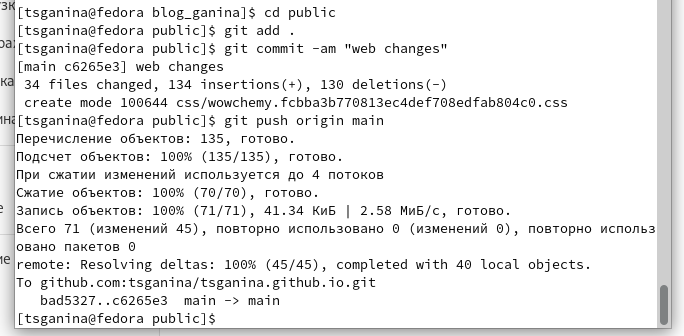 [tsganina@fedora blog_ganina]$ cd public
[tsganina@fedora public]$ git add .
[tsganina@fedora public]$ git commit -am "web changes"
[main c6265e3] web changes
 34 files changed, 134 insertions(+), 130 deletions(-)
 create mode 100644 css/wowchemy.fcbba3b770813ec4def708edfab804c0.css
[tsganina@fedora public]$ git push origin main
Перечисление объектов: 135, готово.
Подсчет объектов: 100% (135/135), готово.
При сжатии изменений используется до 4 потоков
Сжатие объектов: 100% (70/70), готово.
Запись объектов: 100% (71/71), 41.34 КиБ | 2.58 МиБ/с, готово.
Всего 71 (изменений 45), повторно использовано 0 (изменений 0), повторно использ
овано пакетов 0
remote: Resolving deltas: 100% (45/45), completed with 40 local objects.
To github.com:tsganina/tsganina.github.io.git
   bad5327..c6265e3  main -> main
[tsganina@fedora public]$